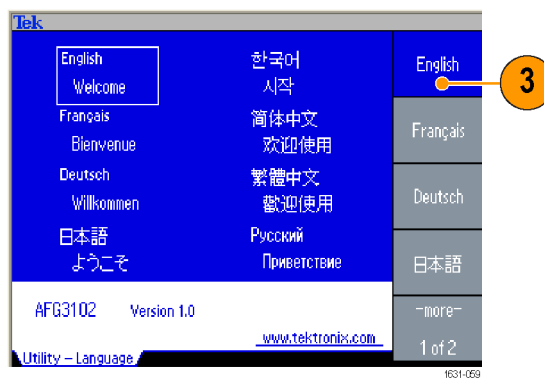 Tek
English
Welcome
Français
Bienvenue
Deutsch
Willkommen
日本語
ようこそ
한국어
시작
简体中文
欢迎使用
繁體中文
歡迎使用
Русский
Приветствие
AFG3102 Version 1.0
www.tektronix.com
Utility – Language
English
Français
Deutsch
日本語
-more-
1 of 2
3
1631-059